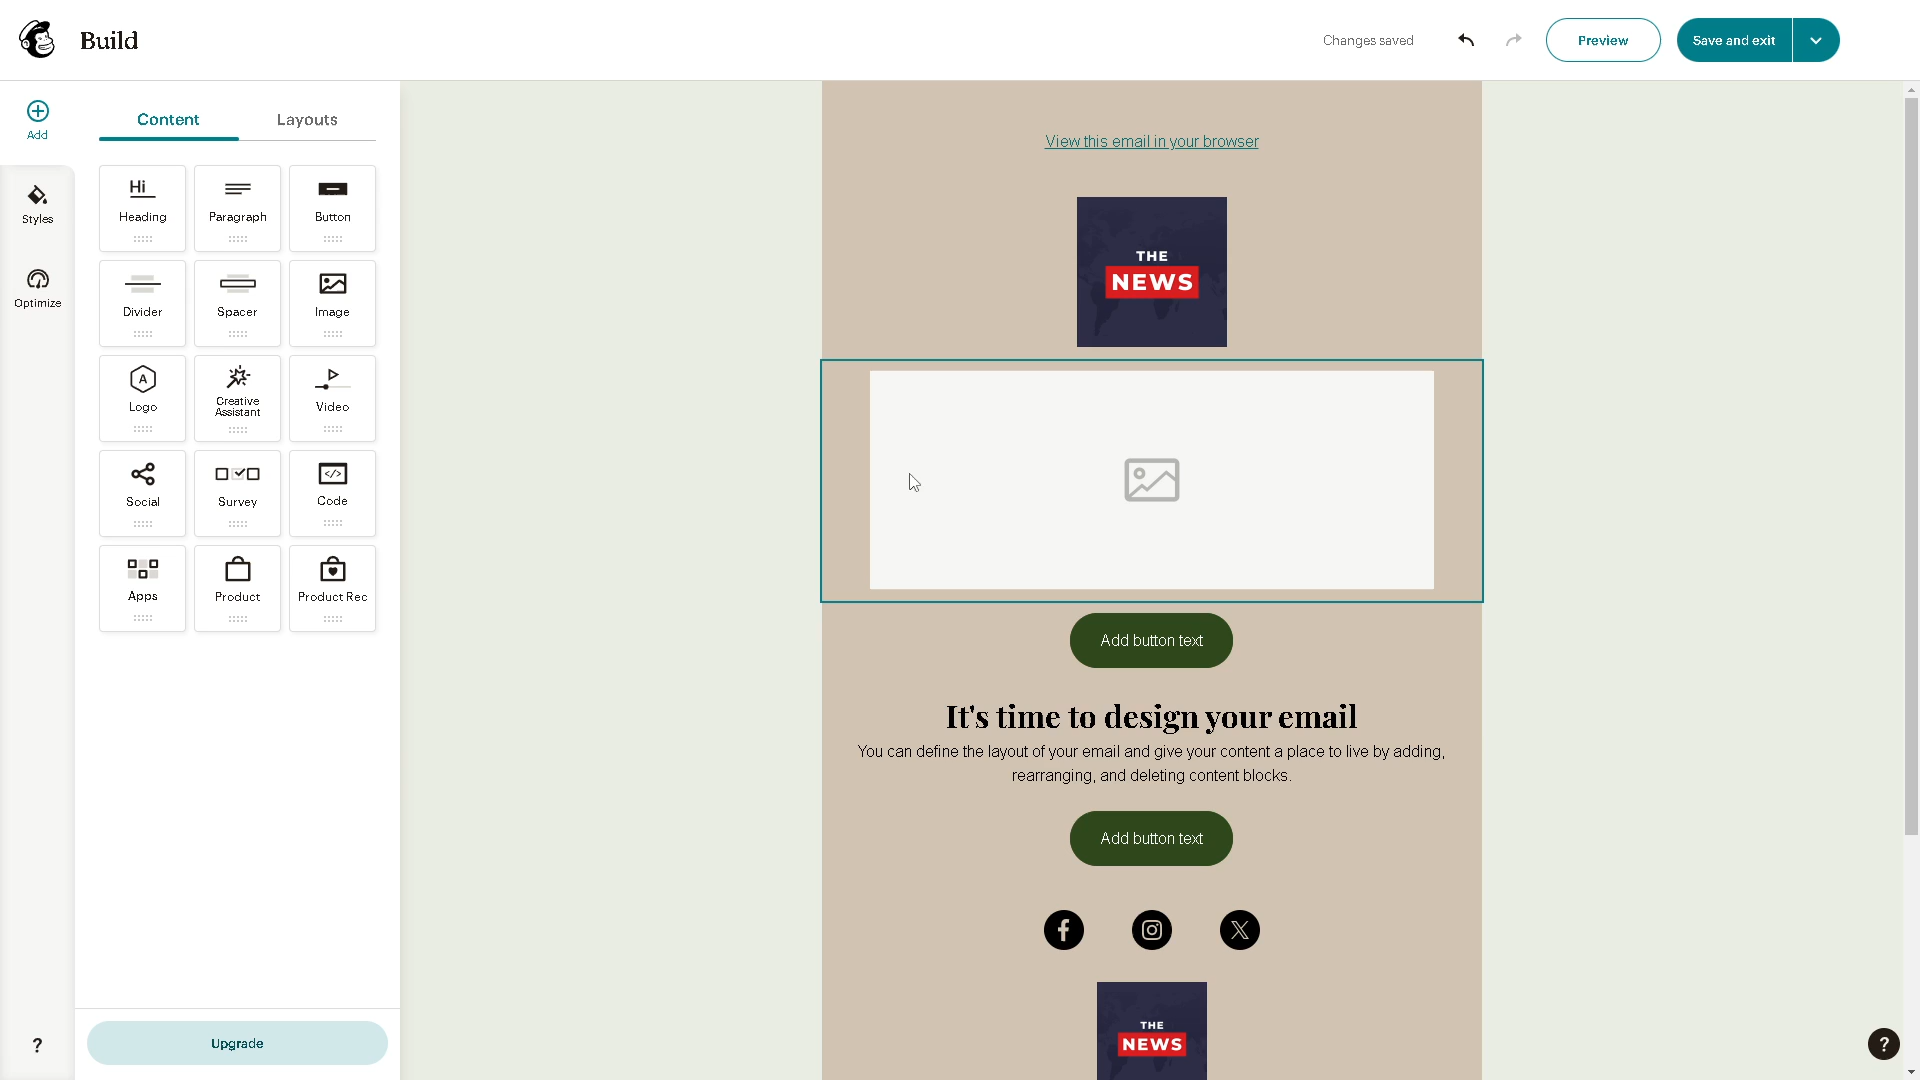 Build
Changes saved
Preview
Save and exit
Add
Styles
Optimize
Content
Layouts
Hi
Heading
Paragraph
Button
Divider
Spacer
Image
A
Logo
Creative
Assistant
Video
Social
Survey
</>
Code
Apps
Product
Product Rec
Upgrade
?
View this email in your browser
THE
NEWS
Add button text
It's time to design your email
You can define the layout of your email and give your content a place to live by adding,
rearranging, and deleting content blocks.
Add button text
THE
NEWS
?